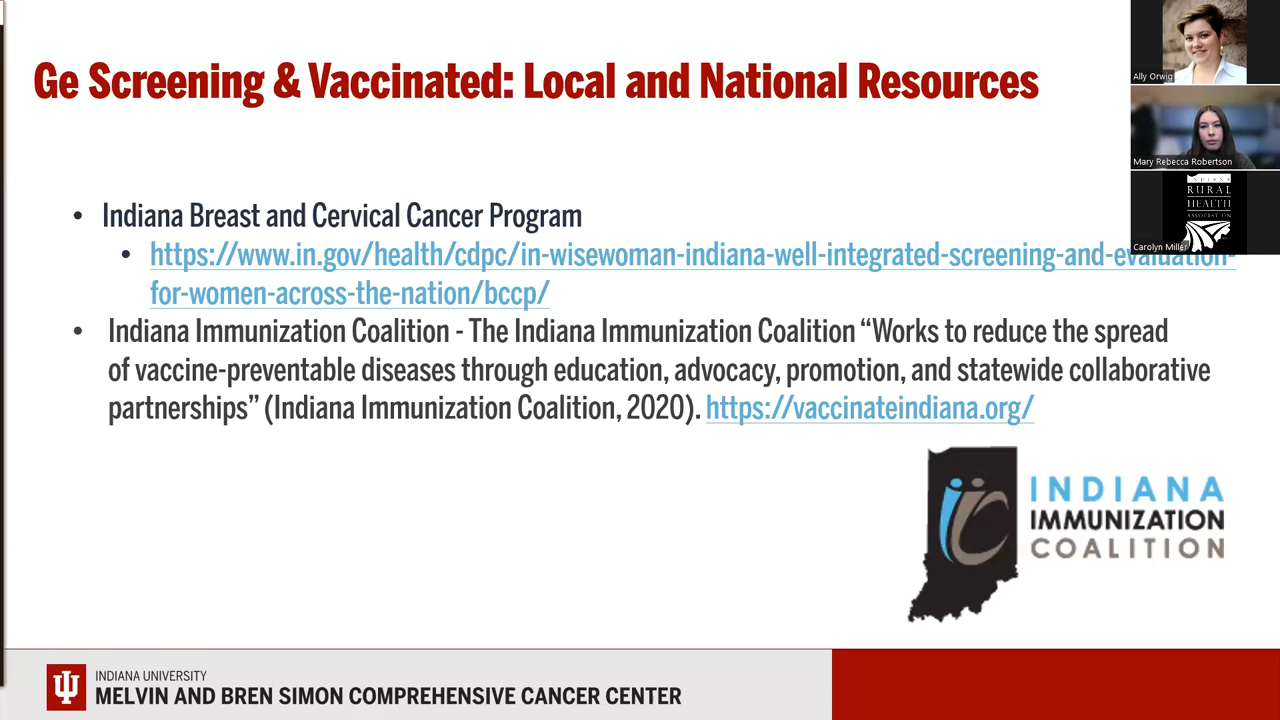 Ge Screening & Vaccinated: Local and National Resources
Ally Orwig
Mary Rebecca Robertson
INDIANA
RURAL
HEALTH
ASSOCIATION
Carolyn Miller
• Indiana Breast and Cervical Cancer Program
• https://www.in.gov/health/cdpc/in-wisewoman-indiana-well-integrated-screening-and-evaluation-
for-women-across-the-nation/bccp/
• Indiana Immunization Coalition - The Indiana Immunization Coalition “Works to reduce the spread
of vaccine-preventable diseases through education, advocacy, promotion, and statewide collaborative
partnerships” (Indiana Immunization Coalition, 2020). https://vaccinateindiana.org/
iic
INDIANA
IMMUNIZATION
COALITION
INDIANA UNIVERSITY
MELVIN AND BREN SIMON COMPREHENSIVE CANCER CENTER